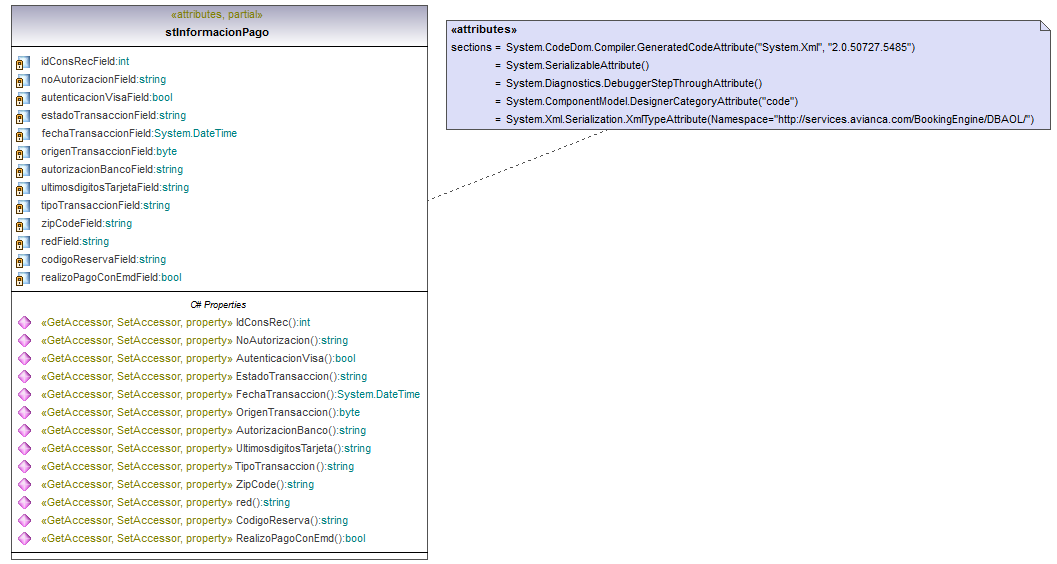 «attributes, partial»
stInformacionPago
idConsRecField:int
noAutorizacionField:string
autenticacionVisaField:bool
estadoTransaccionField:string
fechaTransaccionField:System.DateTime
origenTransaccionField:byte
autorizacionBancoField:string
ultimosdigitosTarjetaField:string
tipoTransaccionField:string
zipCodeField:string
redField:string
codigoReservaField:string
realizoPagoConEmdField:bool
C# Properties
«GetAccessor, SetAccessor, property» IdConsRec():int
«GetAccessor, SetAccessor, property» NoAutorizacion():string
«GetAccessor, SetAccessor, property» AutenticacionVisa():bool
«GetAccessor, SetAccessor, property» EstadoTransaccion():string
«GetAccessor, SetAccessor, property» FechaTransaccion():System.DateTime
«GetAccessor, SetAccessor, property» OrigenTransaccion():byte
«GetAccessor, SetAccessor, property» AutorizacionBanco():string
«GetAccessor, SetAccessor, property» UltimosdigitosTarjeta():string
«GetAccessor, SetAccessor, property» TipoTransaccion():string
«GetAccessor, SetAccessor, property» ZipCode():string
«GetAccessor, SetAccessor, property» red():string
«GetAccessor, SetAccessor, property» CodigoReserva():string
«GetAccessor, SetAccessor, property» RealizoPagoConEmd():bool
«attributes»
sections = System.CodeDom.Compiler.GeneratedCodeAttribute("System.Xml", "2.0.50727.5485")
= System.SerializableAttribute()
= System.Diagnostics.DebuggerStepThroughAttribute()
= System.ComponentModel.DesignerCategoryAttribute("code")
= System.Xml.Serialization.XmlTypeAttribute(Namespace="http://services.avianca.com/BookingEngine/DBAOL/")